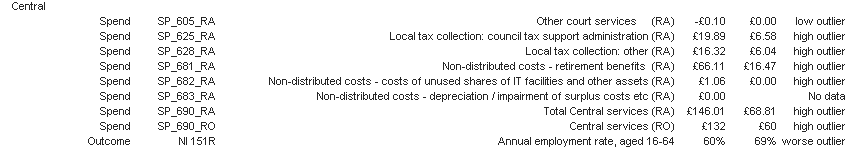 Central
Spend SP_605_RA Other court services (RA) -£0.10 £0.00 low outlier
Spend SP_625_RA Local tax collection: council tax support administration (RA) £19.89 £6.58 high outlier
Spend SP_628_RA Local tax collection: other (RA) £16.32 £6.04 high outlier
Spend SP_681_RA Non-distributed costs - retirement benefits (RA) £66.11 £16.47 high outlier
Spend SP_682_RA Non-distributed costs - costs of unused shares of IT facilities and other assets (RA) £1.06 £0.00 high outlier
Spend SP_683_RA Non-distributed costs - depreciation / impairment of surplus costs etc (RA) £0.00 No data
Spend SP_690_RA Total Central services (RA) £146.01 £68.81 high outlier
Spend SP_690_RO Central services (RO) £132 £60 high outlier
Outcome NI 151R Annual employment rate, aged 16-64 60% 69% worse outlier